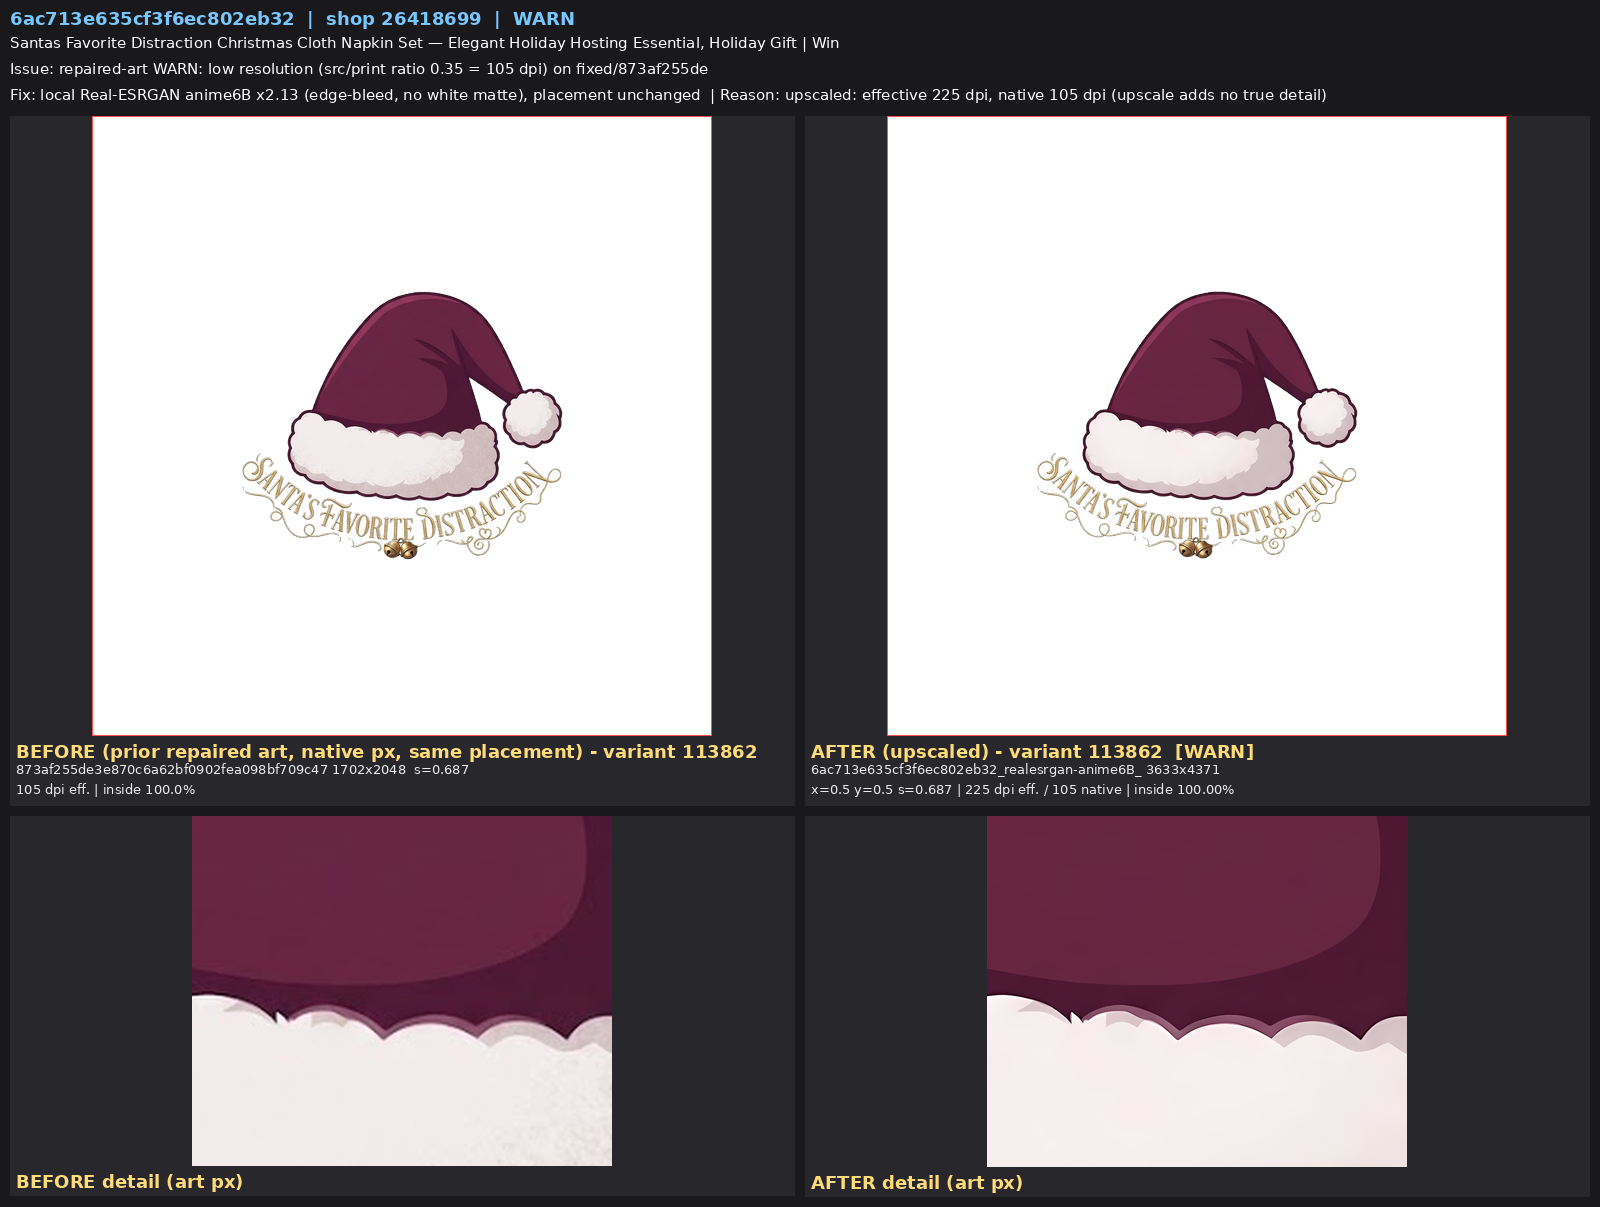 6ac713e635cf3f6ec802eb32 | shop 26418699 | WARN
Santas Favorite Distraction Christmas Cloth Napkin Set — Elegant Holiday Hosting Essential, Holiday Gift | Win
Issue: repaired-art WARN: low resolution (src/print ratio 0.35 = 105 dpi) on fixed/873af255de
Fix: local Real-ESRGAN anime6B x2.13 (edge-bleed, no white matte), placement unchanged | Reason: upscaled: effective 225 dpi, native 105 dpi (upscale adds no true detail)
SANTA'S FAVORITE DISTRACTION
SANTA'S FAVORITE DISTRACTION
BEFORE (prior repaired art, native px, same placement) - variant 113862
873af255de3e870c6a62bf0902fea098bf709c47 1702x2048 s=0.687
105 dpi eff. | inside 100.0%
AFTER (upscaled) - variant 113862 [WARN]
6ac713e635cf3f6ec802eb32_realesrgan-anime6B_ 3633x4371
x=0.5 y=0.5 s=0.687 | 225 dpi eff. / 105 native | inside 100.00%
BEFORE detail (art px)
AFTER detail (art px)